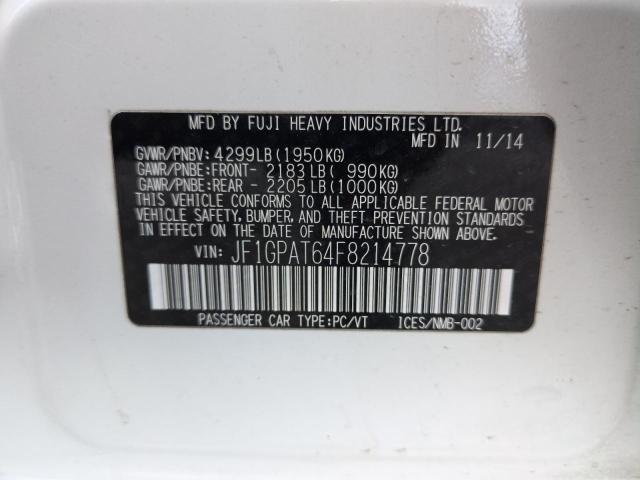 MFD BY FUJI HEAVY INDUSTRIES LTD.
MFD IN 11/14
GVWR/PNBV: 4299LB(1950KG)
GAWR/PNBE:FRONT- 2183LB( 990KG)
GAWR/PNBE:REAR - 2205LB(1000KG)
THIS VEHICLE CONFORMS TO ALL APPLICABLE FEDERAL MOTOR
VEHICLE SAFETY, BUMPER, AND THEFT PREVENTION STANDARDS
IN EFFECT ON THE DATE OF MANUFACTURE SHOWN ABOVE.
VIN: JF1GPAT64F8214778
PASSENGER CAR TYPE:PC/VT ICES/NMB-002